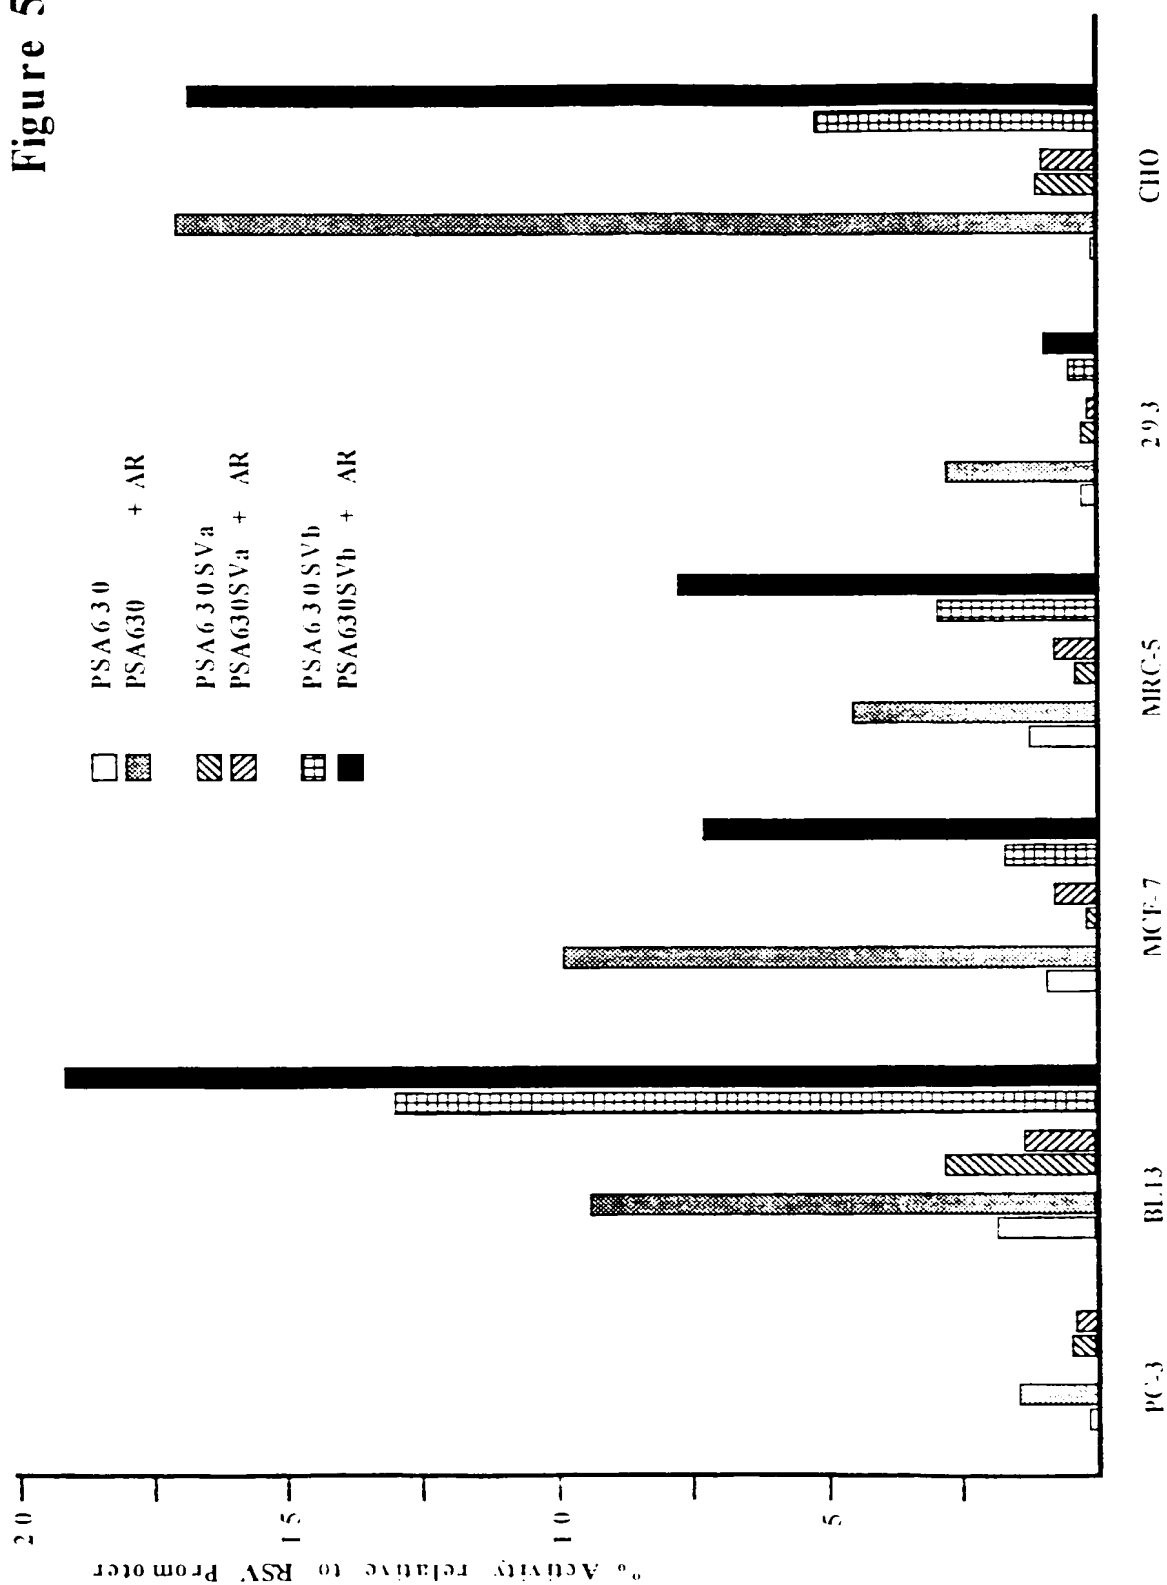 Figure 5
% Activity relative to RSV Promoter
20
15
10
5
PSA630
PSA630 + AR
PSA630SVa
PSA630SVa + AR
PSA630SVb
PSA630SVb + AR
PC-3
BL13
MCF-7
MRC-5
293
CHO